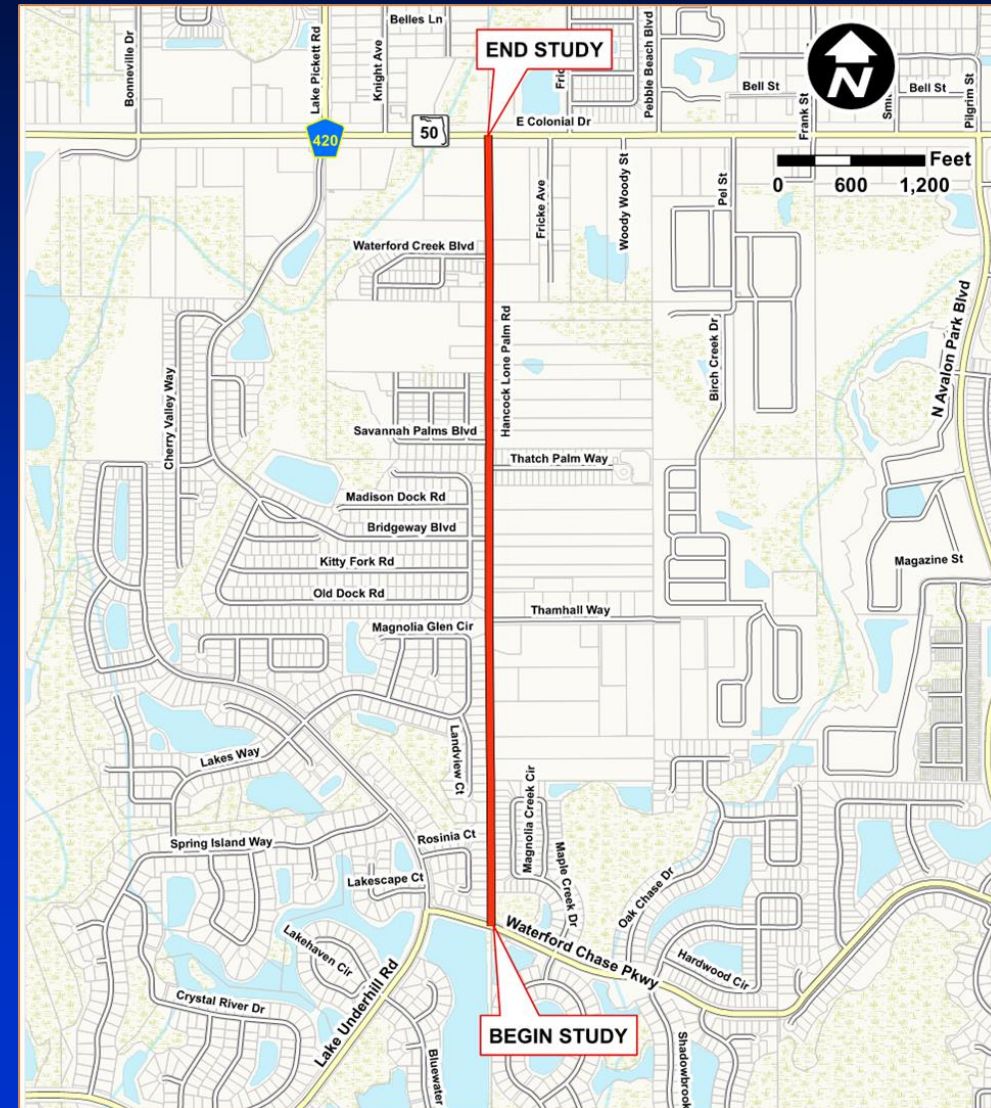 Belles Ln
Bonneville Dr
Lake Pickett Rd
Knight Ave
END STUDY
Pebble Beach Blvd
N
Bell St
Frank St
Bell St
Pilgrim St
E Colonial Dr
420
50
Feet
0 600 1,200
Fricke Ave
Woody Woody St
Pel St
Waterford Creek Blvd
Hancock Lone Palm Rd
Birch Creek Dr
N Avalon Park Blvd
Cherry Valley Way
Savannah Palms Blvd
Thatch Palm Way
Madison Dock Rd
Bridgeway Blvd
Kitty Fork Rd
Magazine St
Old Dock Rd
Thamhall Way
Magnolia Glen Cir
Lakes Way
Landview Ct
Magnolia Creek Cir
Maple Creek Dr
Rosinia Ct
Spring Island Way
Lakescape Ct
Oak Chase Dr
Waterford Chase Pkwy
Lakehaven Cir
Hardwood Cir
Crystal River Dr
Lake Underhill Rd
BEGIN STUDY
Bluewater
Shadowbrook